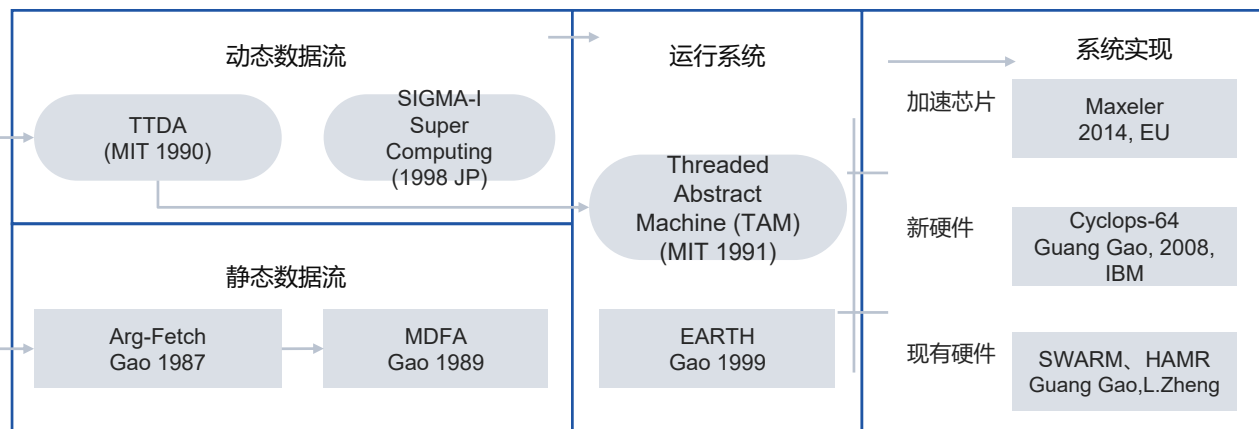 动态数据流
TTDA
(MIT 1990)
SIGMA-I
Super
Computing
(1998 JP)
静态数据流
Arg-Fetch
Gao 1987
MDFA
Gao 1989
运行系统
Threaded
Abstract
Machine (TAM)
(MIT 1991)
EARTH
Gao 1999
系统实现
加速芯片
Maxeler
2014, EU
新硬件
Cyclops-64
Guang Gao, 2008,
IBM
现有硬件
SWARM、HAMR
Guang Gao,L.Zheng